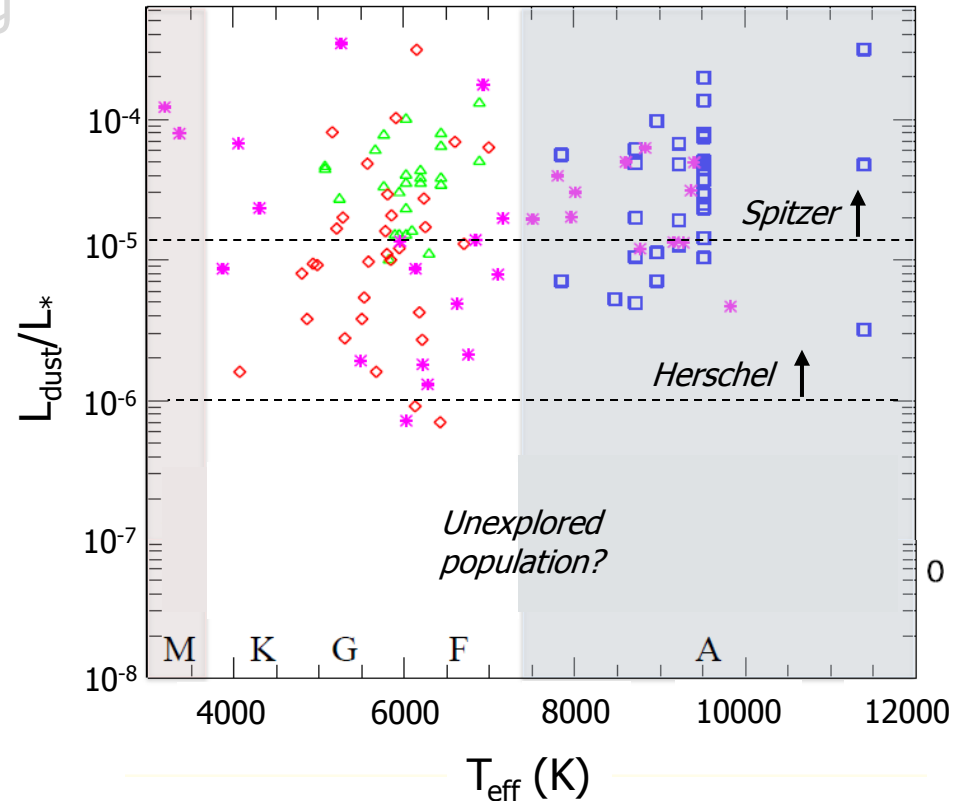 g
10⁻⁴
10⁻⁵
10⁻⁶
10⁻⁷
10⁻⁸
L_dust/L_*
Spitzer
Herschel
Unexplored
population?
0
M K G F A
4000 6000 8000 10000 12000
T_eff (K)